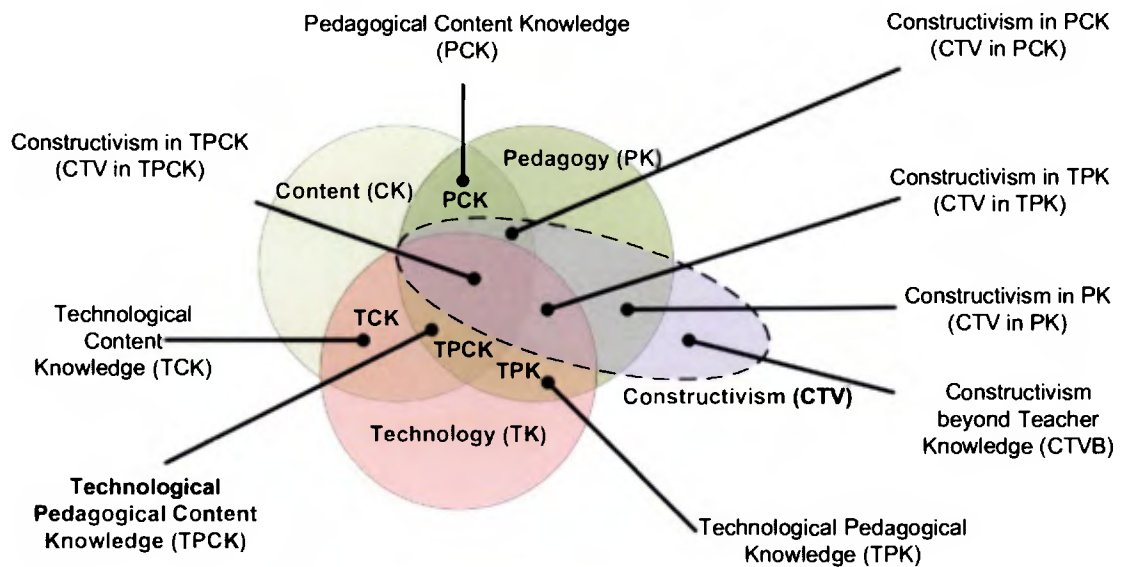 Pedagogical Content Knowledge
(PCK)
Constructivism in PCK
(CTV in PCK)
Constructivism in TPCK
(CTV in TPCK)
Pedagogy (PK)
Content (CK)
PCK
Constructivism in TPK
(CTV in TPK)
Technological
Content
Knowledge (TCK)
TCK
TPCK
TPK
Constructivism in PK
(CTV in PK)
Constructivism (CTV)
Constructivism
beyond Teacher
Knowledge (CTVB)
Technology (TK)
Technological
Pedagogical Content
Knowledge (TPCK)
Technological Pedagogical
Knowledge (TPK)